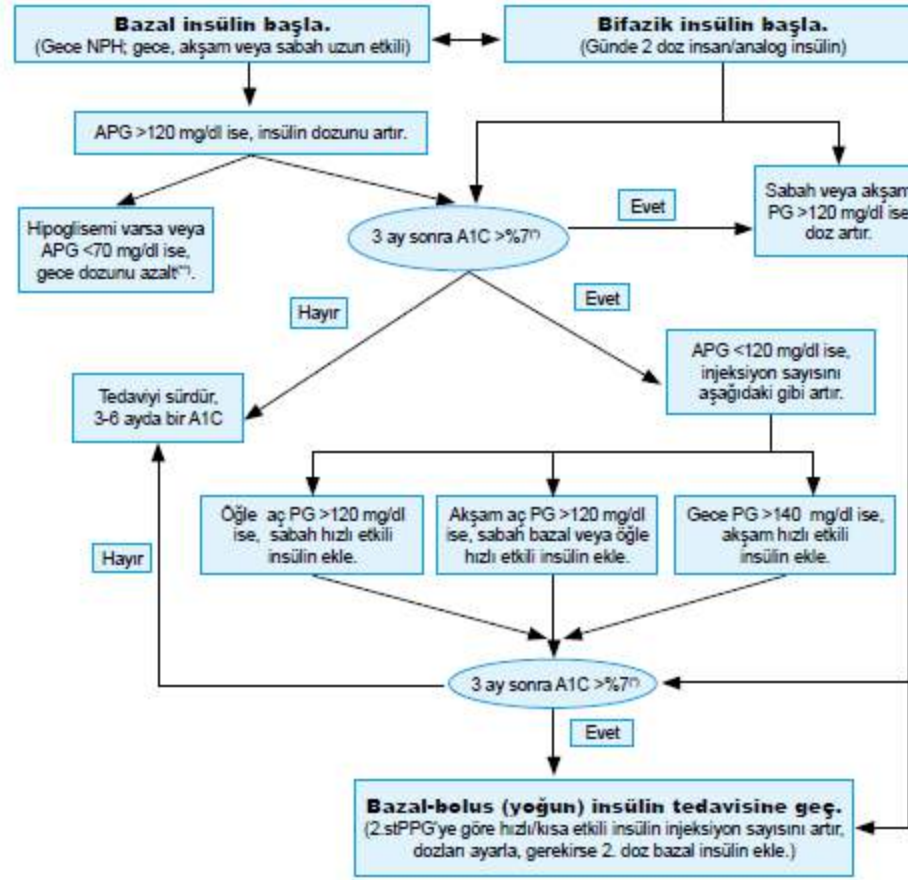 Bazal insülin başla.
(Gece NPH; gece, akşam veya sabah uzun etkili)
Bifazik insülin başla.
(Günde 2 doz insan/analog insülin)
APG >120 mg/dl ise, insülin dozunu artır.
Hipoglisemi varsa veya
APG <70 mg/dl ise,
gece dozunu azalt(**).
3 ay sonra A1C >%7(*)
Evet
Sabah veya akşam
PG >120 mg/dl ise
doz artır.
Hayır
Evet
APG <120 mg/dl ise,
injeksiyon sayısını
aşağıdaki gibi artır.
Tedaviyi sürdür,
3-6 ayda bir A1C
Öğle aç PG >120 mg/dl
ise, sabah hızlı etkili
insülin ekle.
Akşam aç PG >120 mg/dl
ise, sabah bazal veya öğle
hızlı etkili insülin ekle.
Gece PG >140 mg/dl ise,
akşam hızlı etkili
insülin ekle.
Hayır
3 ay sonra A1C >%7(*)
Evet
Bazal-bolus (yoğun) insülin tedavisine geç.
(2.stPPG'ye göre hızlı/kısa etkili insülin injeksiyon sayısını artır,
dozları ayarla, gerekirse 2. doz bazal insülin ekle.)